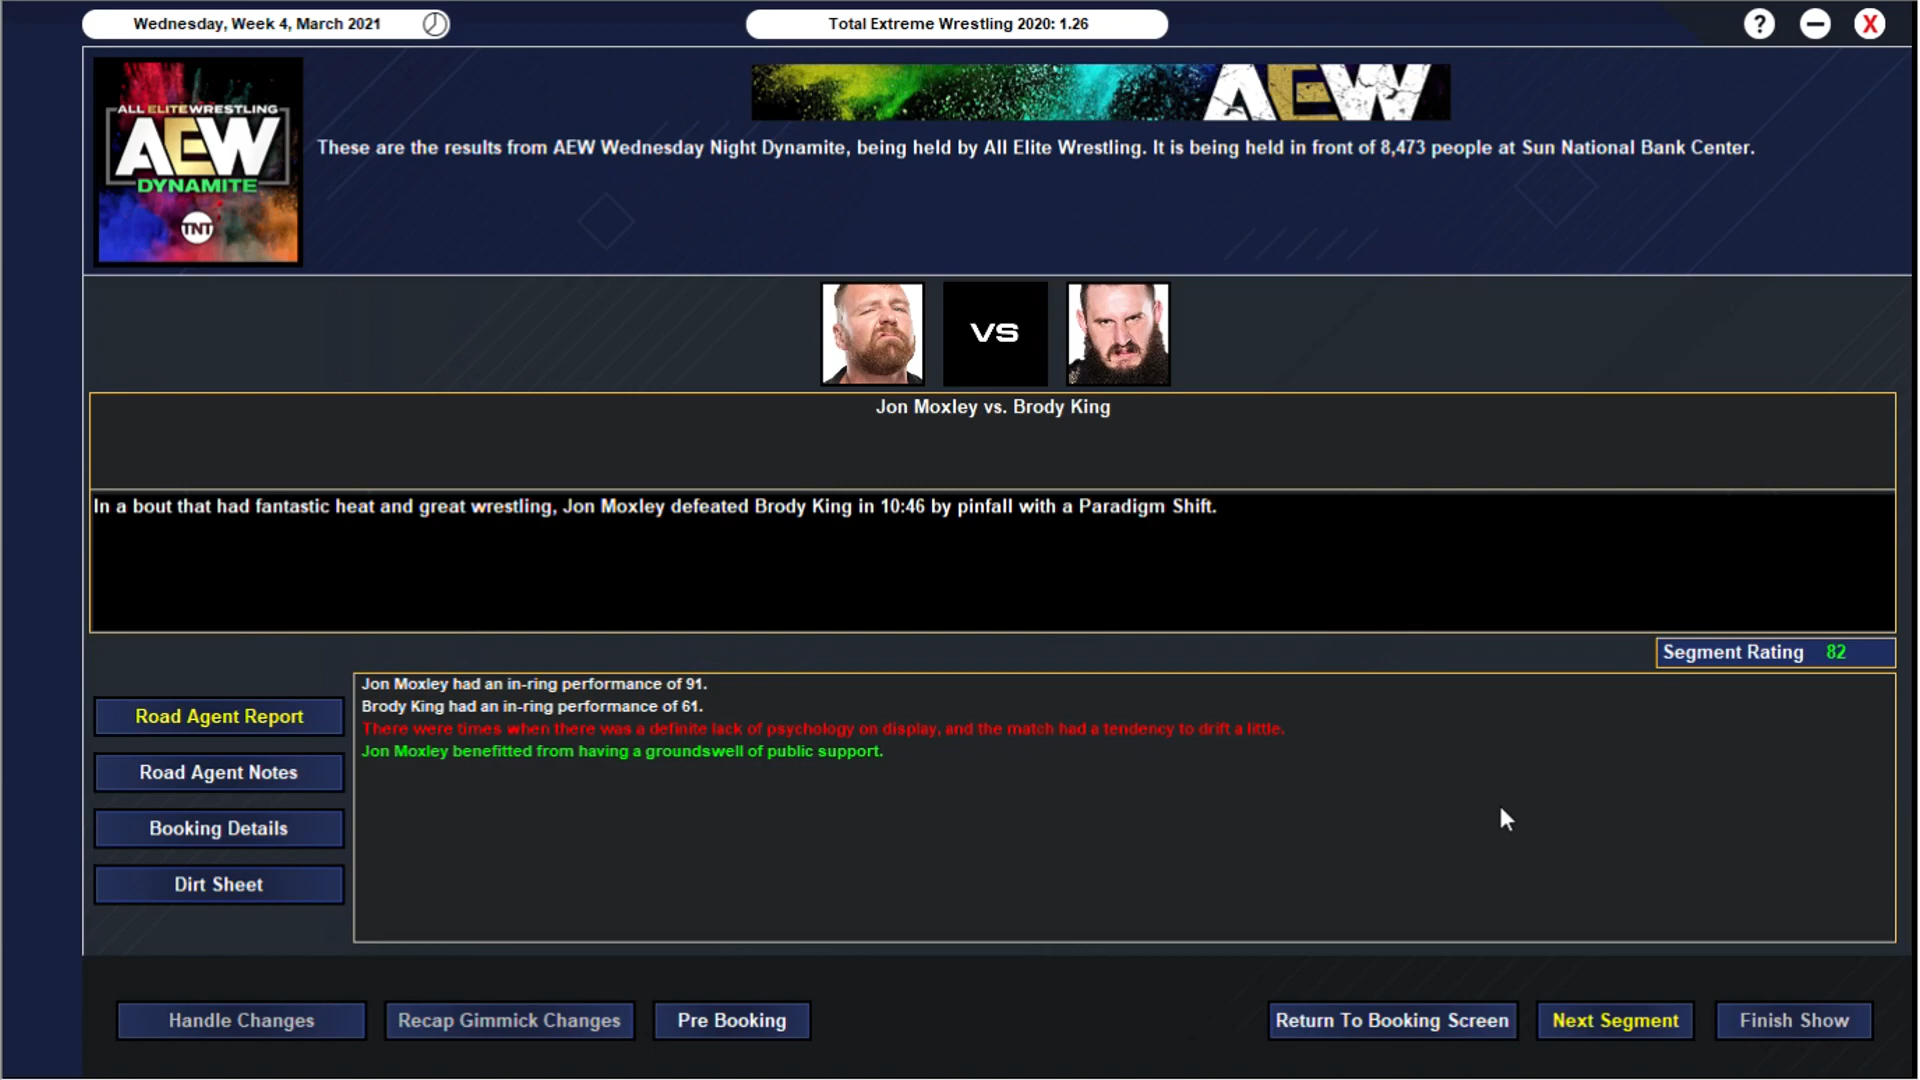 Wednesday, Week 4, March 2021
Total Extreme Wrestling 2020: 1.26
?
X
ALL ELITE WRESTLING
AEW
DYNAMITE
TNT
AEW
These are the results from AEW Wednesday Night Dynamite, being held by All Elite Wrestling. It is being held in front of 8,473 people at Sun National Bank Center.
VS
Jon Moxley vs. Brody King
In a bout that had fantastic heat and great wrestling, Jon Moxley defeated Brody King in 10:46 by pinfall with a Paradigm Shift.
Segment Rating 82
Road Agent Report
Road Agent Notes
Booking Details
Dirt Sheet
Jon Moxley had an in-ring performance of 91.
Brody King had an in-ring performance of 61.
There were times when there was a definite lack of psychology on display, and the match had a tendency to drift a little.
Jon Moxley benefitted from having a groundswell of public support.
Handle Changes
Recap Gimmick Changes
Pre Booking
Return To Booking Screen
Next Segment
Finish Show